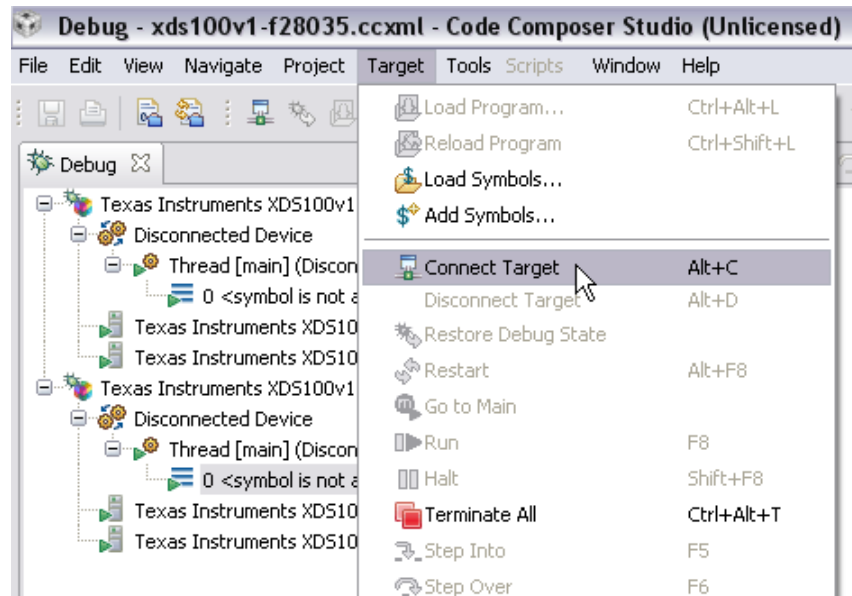 Debug - xds100v1-f28035.ccxml - Code Composer Studio (Unlicensed)
File Edit View Navigate Project Target Tools Scripts Window Help
Debug
Texas Instruments XDS100v1
Disconnected Device
Thread [main] (Discon
0 <symbol is not a
Texas Instruments XDS10
Texas Instruments XDS10
Texas Instruments XDS100v1
Disconnected Device
Thread [main] (Discon
0 <symbol is not a
Texas Instruments XDS10
Texas Instruments XDS10
Load Program... Ctrl+Alt+L
Reload Program Ctrl+Shift+L
Load Symbols...
Add Symbols...
Connect Target Alt+C
Disconnect Target Alt+D
Restore Debug State
Restart Alt+F8
Go to Main
Run F8
Halt Shift+F8
Terminate All Ctrl+Alt+T
Step Into F5
Step Over F6